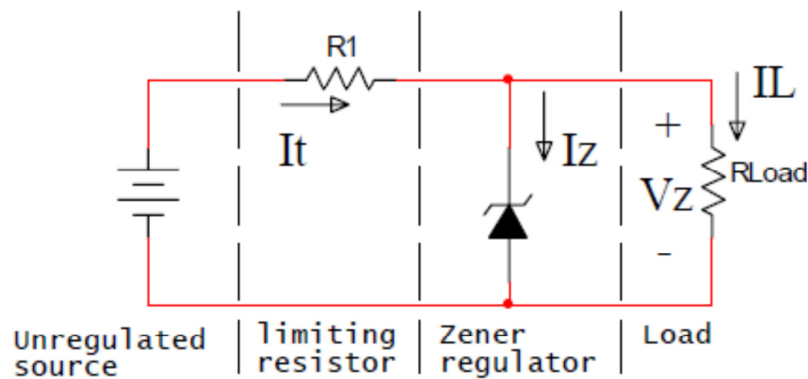 R1
It
Iz
IL
+
Vz
-
RLoad
Unregulated
source
limiting
resistor
Zener
regulator
Load